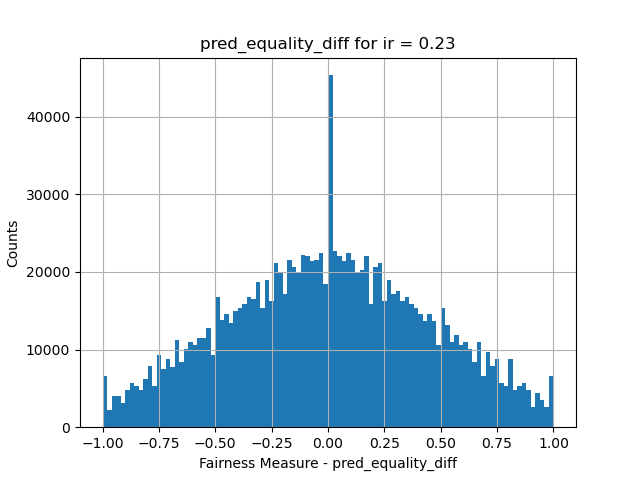 pred_equality_diff for ir = 0.23
Counts
40000
30000
20000
10000
0
−1.00 −0.75 −0.50 −0.25 0.00 0.25 0.50 0.75 1.00
Fairness Measure - pred_equality_diff